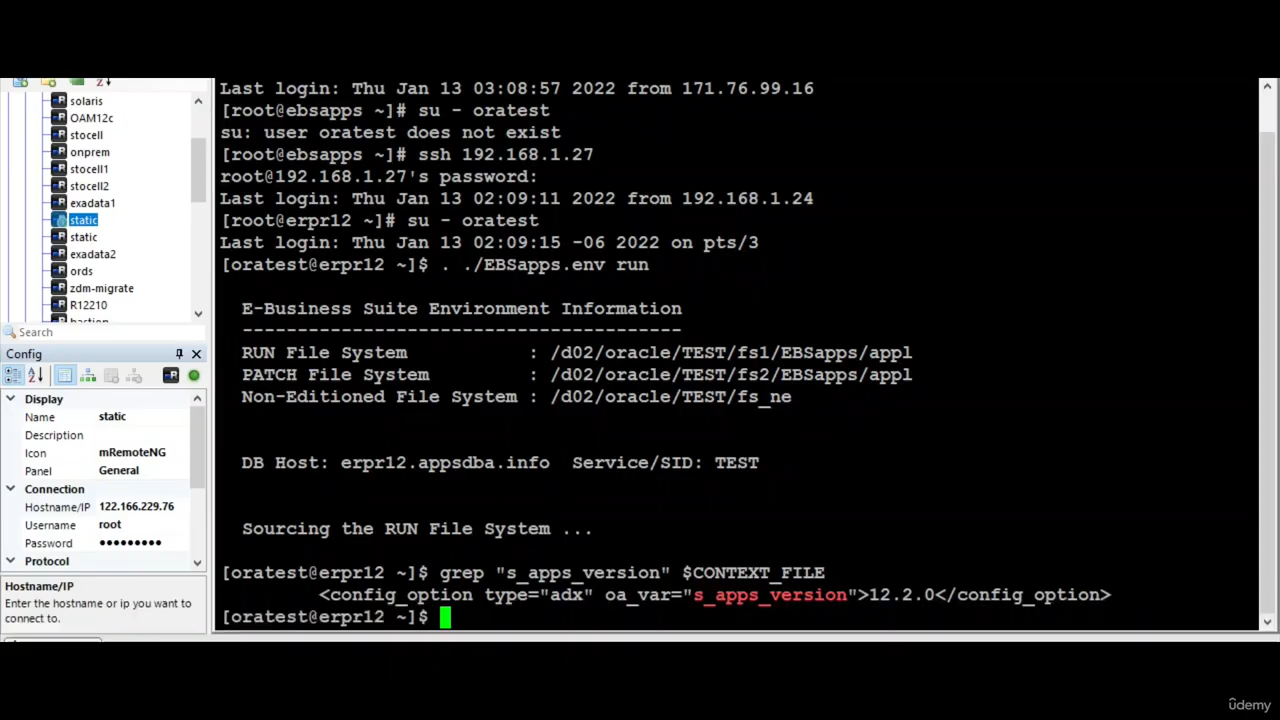 solaris
OAM12c
stocell
onprem
stocell1
stocell2
exadata1
static
static
exadata2
ords
zdm-migrate
R12210
bastion
Search
Config
Display
Name static
Description
Icon mRemoteNG
Panel General
Connection
Hostname/IP 122.166.229.76
Username root
Password ●●●●●●●●●
Protocol
Hostname/IP
Enter the hostname or ip you want to
connect to.
Last login: Thu Jan 13 03:08:57 2022 from 171.76.99.16
[root@ebsapps ~]# su - oratest
su: user oratest does not exist
[root@ebsapps ~]# ssh 192.168.1.27
root@192.168.1.27's password:
Last login: Thu Jan 13 02:09:11 2022 from 192.168.1.24
[root@erpr12 ~]# su - oratest
Last login: Thu Jan 13 02:09:15 -06 2022 on pts/3
[oratest@erpr12 ~]$ . ./EBSapps.env run
E-Business Suite Environment Information
----------------------------------------
RUN File System : /d02/oracle/TEST/fs1/EBSapps/appl
PATCH File System : /d02/oracle/TEST/fs2/EBSapps/appl
Non-Editioned File System : /d02/oracle/TEST/fs_ne
DB Host: erpr12.appsdba.info Service/SID: TEST
Sourcing the RUN File System ...
[oratest@erpr12 ~]$ grep "s_apps_version" $CONTEXT_FILE
<config_option type="adx" oa_var="s_apps_version">12.2.0</config_option>
[oratest@erpr12 ~]$
ûdemy